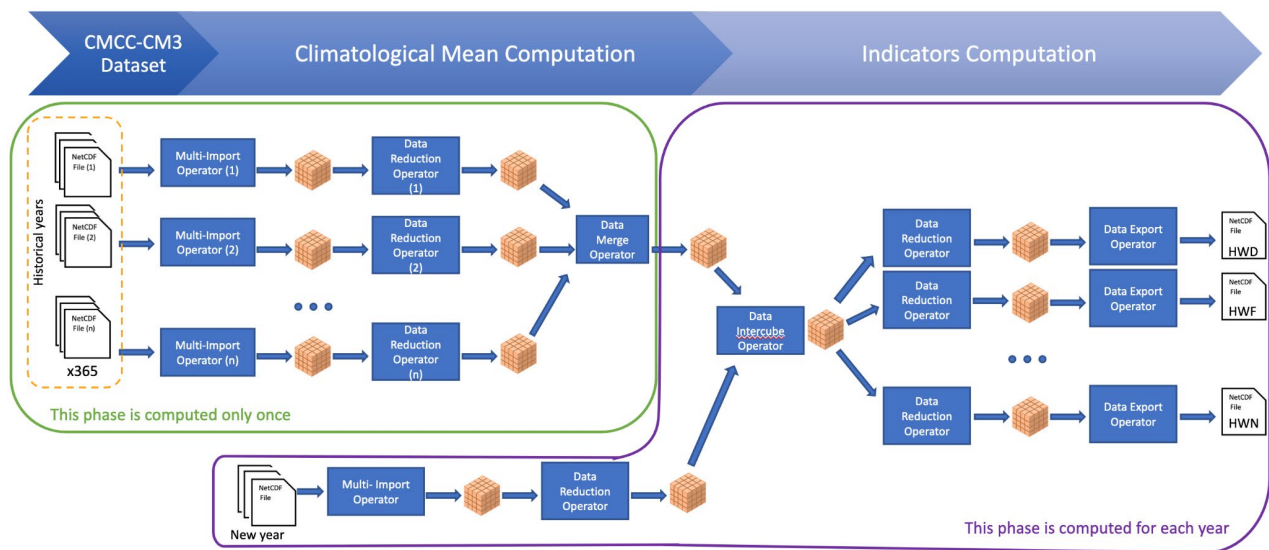 CMCC-CM3
Dataset
Climatological Mean Computation
Indicators Computation
Historical years
NetCDF
File (1)
Multi-Import
Operator (1)
Data
Reduction
Operator
(1)
NetCDF
File (2)
Multi-Import
Operator (2)
Data
Reduction
Operator
(2)
Data
Merge
Operator
NetCDF
File (n)
x365
Multi-Import
Operator (n)
Data
Reduction
Operator
(n)
This phase is computed only once
NetCDF
File
New year
Multi- Import
Operator
Data
Reduction
Operator
Data
Intercube
Operator
Data
Reduction
Operator
Data Export
Operator
NetCDF
File
HWD
Data
Reduction
Operator
Data Export
Operator
NetCDF
File
HWF
Data
Reduction
Operator
Data Export
Operator
NetCDF
File
HWN
This phase is computed for each year